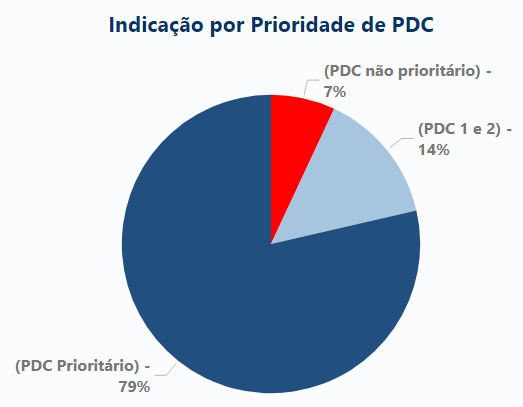 Indicação por Prioridade de PDC
(PDC não prioritário) -
7%
(PDC 1 e 2) -
14%
(PDC Prioritário) -
79%